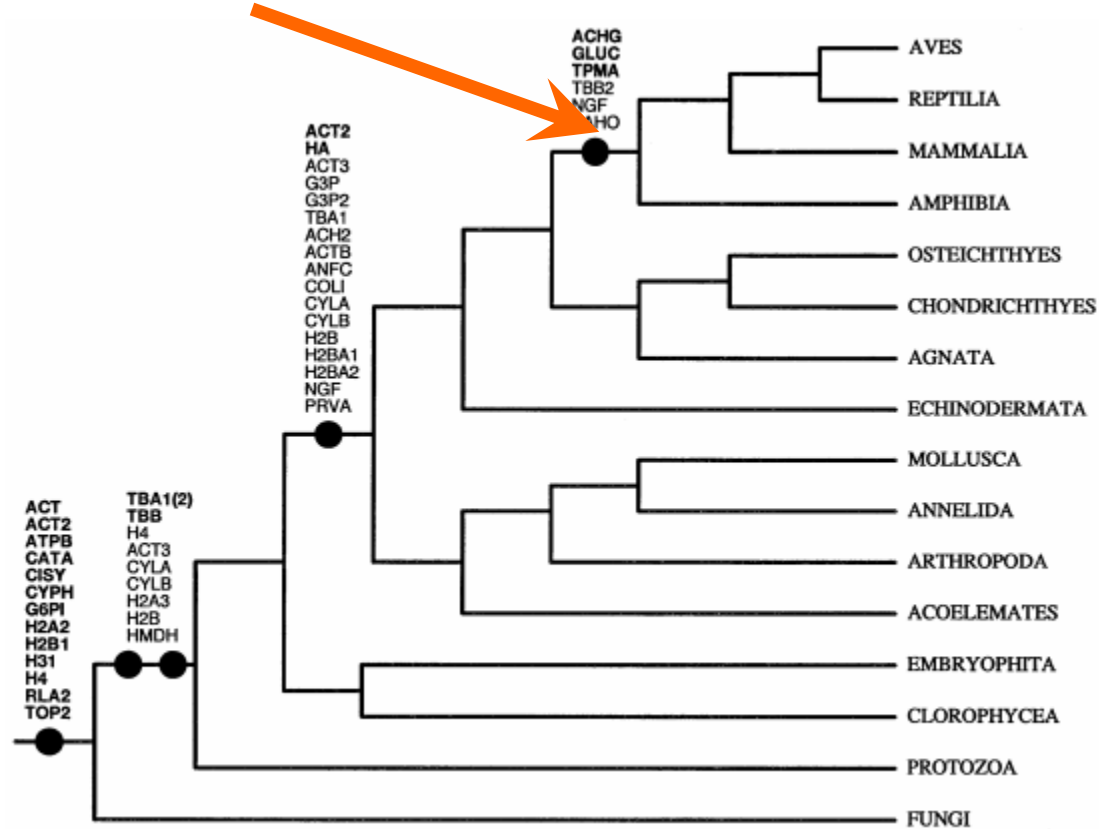 ACHG
GLUC
TPMA
TBB2
NGF
ACT2
HA
ACT3
G3P
G3P2
TBA1
ACH2
ACTB
ANFC
COLI
CYLA
CYLB
H2B
H2BA1
H2BA2
NGF
PRVA
ACT
ACT2
ATPB
CATA
CISY
CYPH
G6PI
H2A2
H2B1
H31
H4
RLA2
TOP2
TBA1(2)
TBB
H4
ACT3
CYLA
CYLB
H2A3
H2B
HMDH
AVES
REPTILIA
MAMMALIA
AMPHIBIA
OSTEICHTHYES
CHONDRICHTHYES
AGNATA
ECHINODERMATA
MOLLUSCA
ANNELIDA
ARTHROPODA
ACOELEMATES
EMBRYOPHITA
CLOROPHYCEA
PROTOZOA
FUNGI